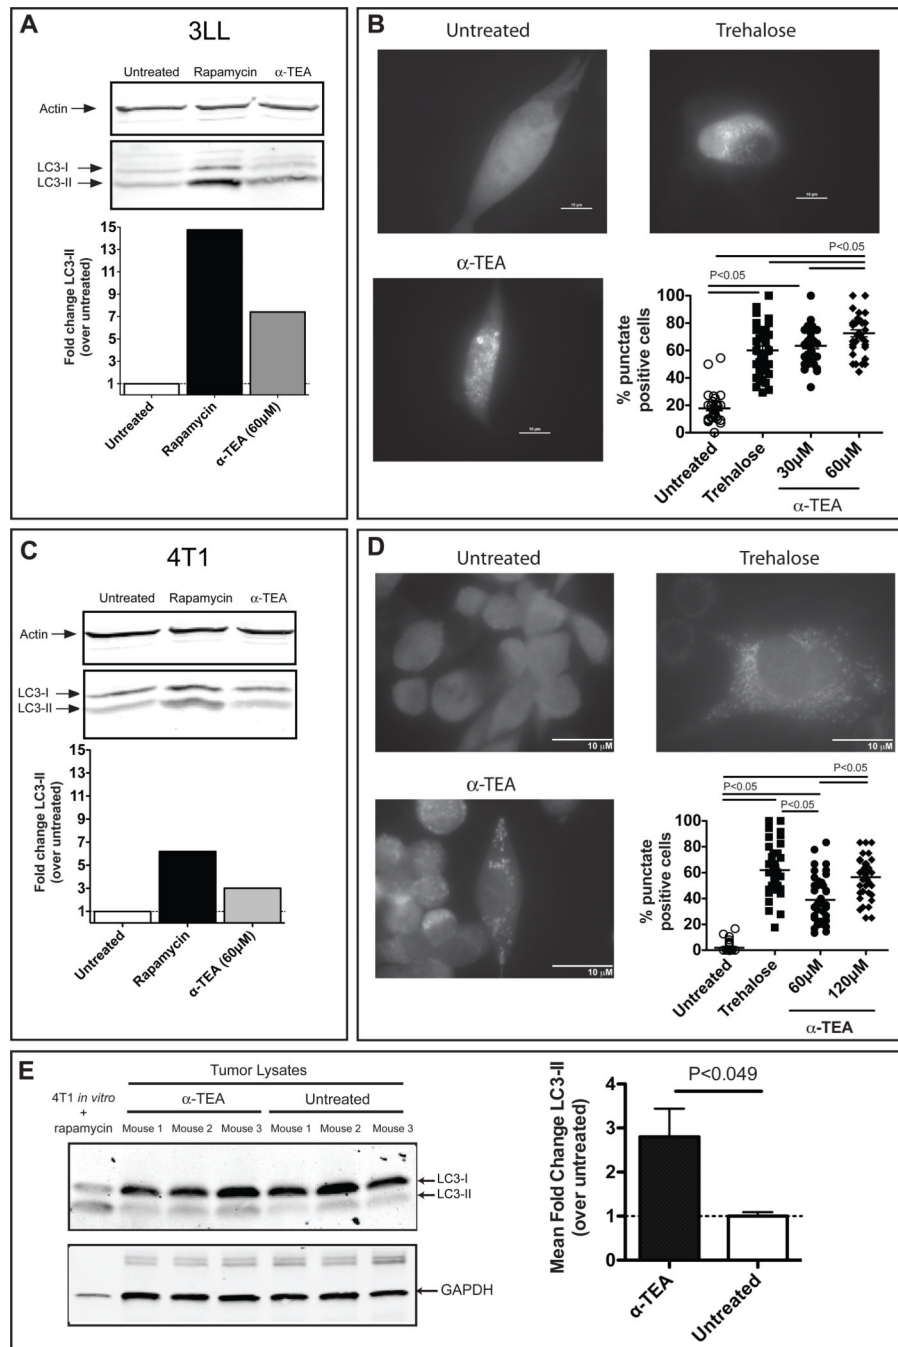 A
3LL
Untreated Rapamycin α-TEA
Actin
LC3-I
LC3-II
15
13
11
9
7
5
3
1
Fold change LC3-II
(over untreated)
Untreated
Rapamycin
α-TEA (60μM)
B
Untreated
Trehalose
10 μm
10 μm
α-TEA
10 μm
P<0.05
P<0.05
100
80
60
40
20
0
% punctate
positive cells
Untreated
Trehalose
30μM
60μM
α-TEA
C
4T1
Untreated Rapamycin α-TEA
Actin
LC3-I
LC3-II
15
13
11
9
7
5
3
1
Fold change LC3-II
(over untreated)
Untreated
Rapamycin
α-TEA (60μM)
D
Untreated
Trehalose
10 μM
10 μM
α-TEA
10 μM
P<0.05
P<0.05
P<0.05
100
80
60
40
20
0
% punctate
positive cells
Untreated
Trehalose
60μM
120μM
α-TEA
E
Tumor Lysates
4T1 in vitro
+
rapamycin
α-TEA
Untreated
Mouse 1 Mouse 2 Mouse 3 Mouse 1 Mouse 2 Mouse 3
LC3-I
LC3-II
GAPDH
P<0.049
4
3
2
1
0
Mean Fold Change LC3-II
(over untreated)
α-TEA
Untreated